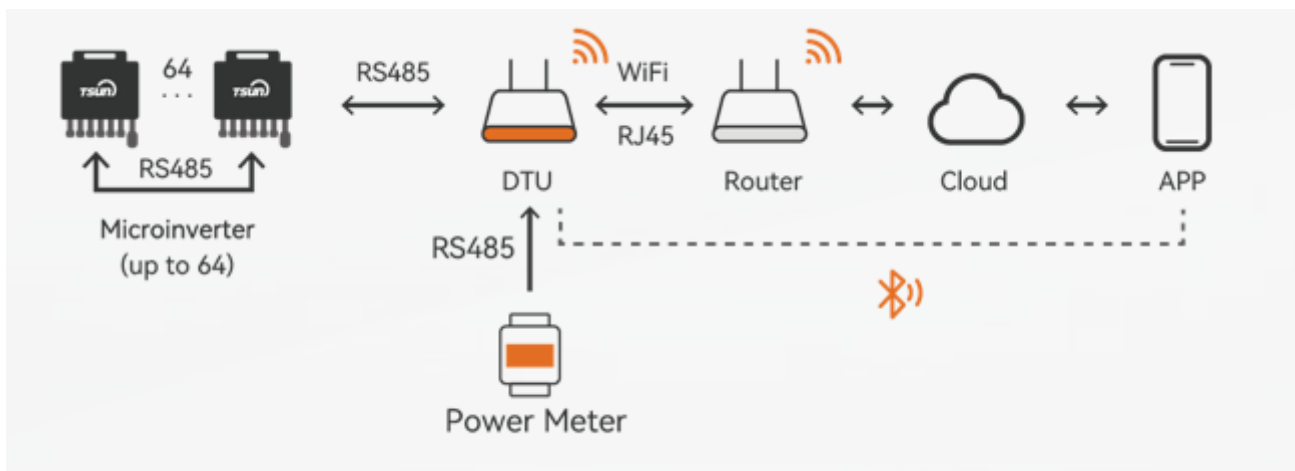 64
...
TSUN
TSUN
RS485
Microinverter
(up to 64)
RS485
DTU
WiFi
RJ45
Router
Cloud
APP
RS485
Power Meter